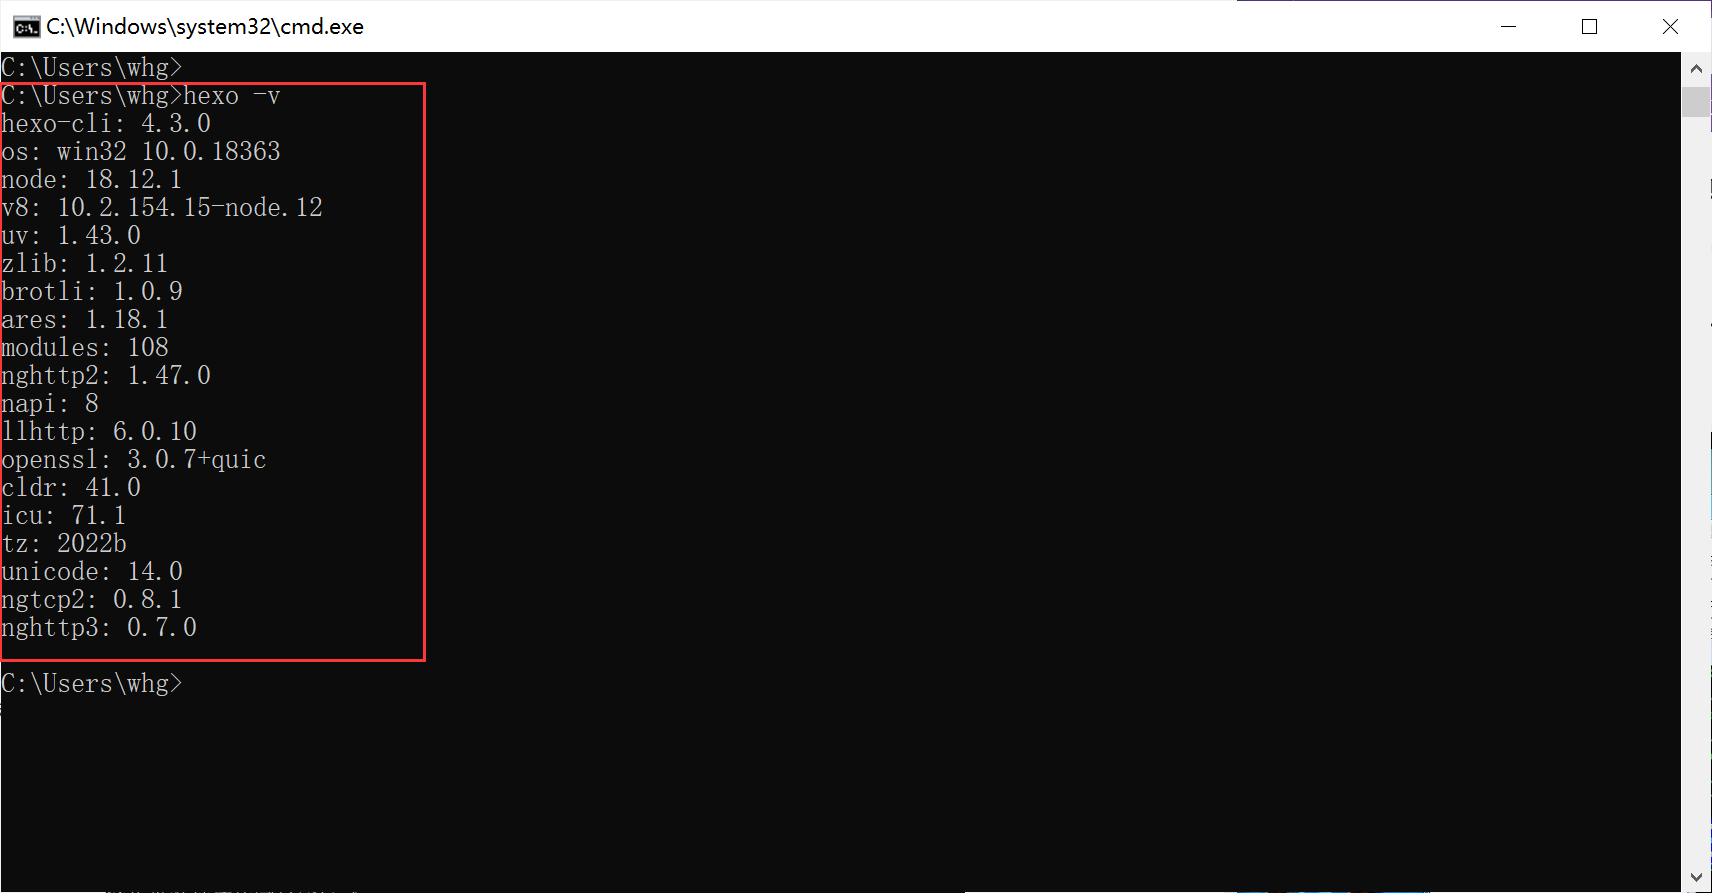 C:\Windows\system32\cmd.exe
C:\Users\whg>
C:\Users\whg>hexo -v
hexo-cli: 4.3.0
os: win32 10.0.18363
node: 18.12.1
v8: 10.2.154.15-node.12
uv: 1.43.0
zlib: 1.2.11
brotli: 1.0.9
ares: 1.18.1
modules: 108
nghttp2: 1.47.0
napi: 8
llhttp: 6.0.10
openssl: 3.0.7+quic
cldr: 41.0
icu: 71.1
tz: 2022b
unicode: 14.0
ngtcp2: 0.8.1
nghttp3: 0.7.0
C:\Users\whg>